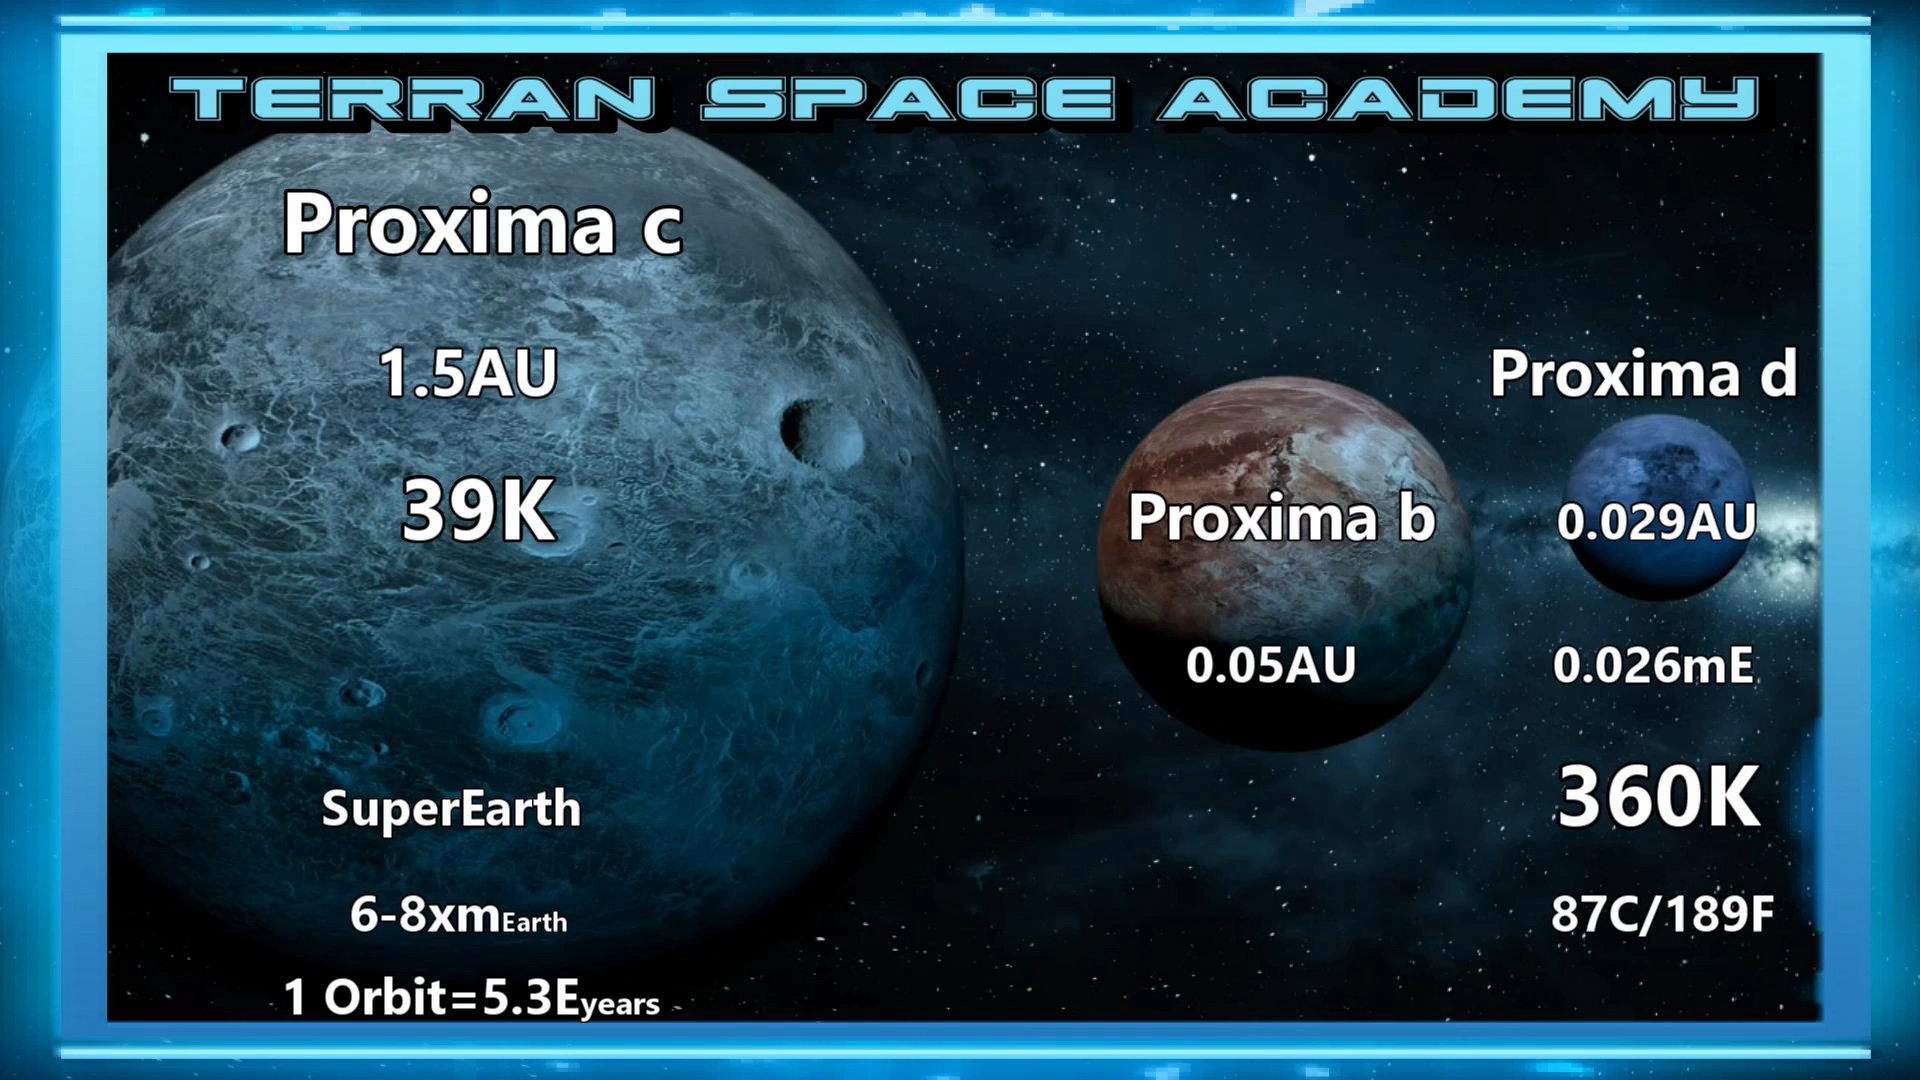 TERRAN SPACE ACADEMY
Proxima c
1.5AU
39K
SuperEarth
6-8xmEarth
1 Orbit=5.3Eyears
Proxima b
0.05AU
Proxima d
0.029AU
0.026mE
360K
87C/189F